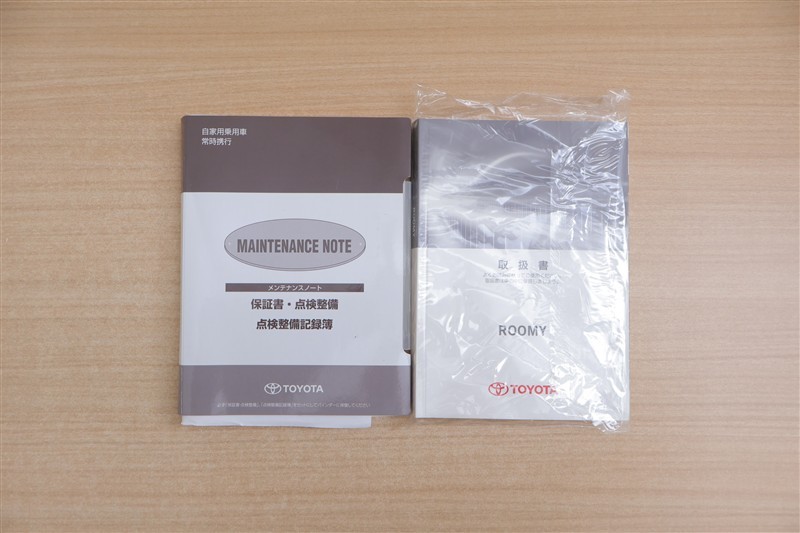 自家用乗用車
常時携行
MAINTENANCE NOTE
メンテナンスノート
保証書・点検整備
点検整備記録簿
TOYOTA
取扱書
ROOMY
TOYOTA